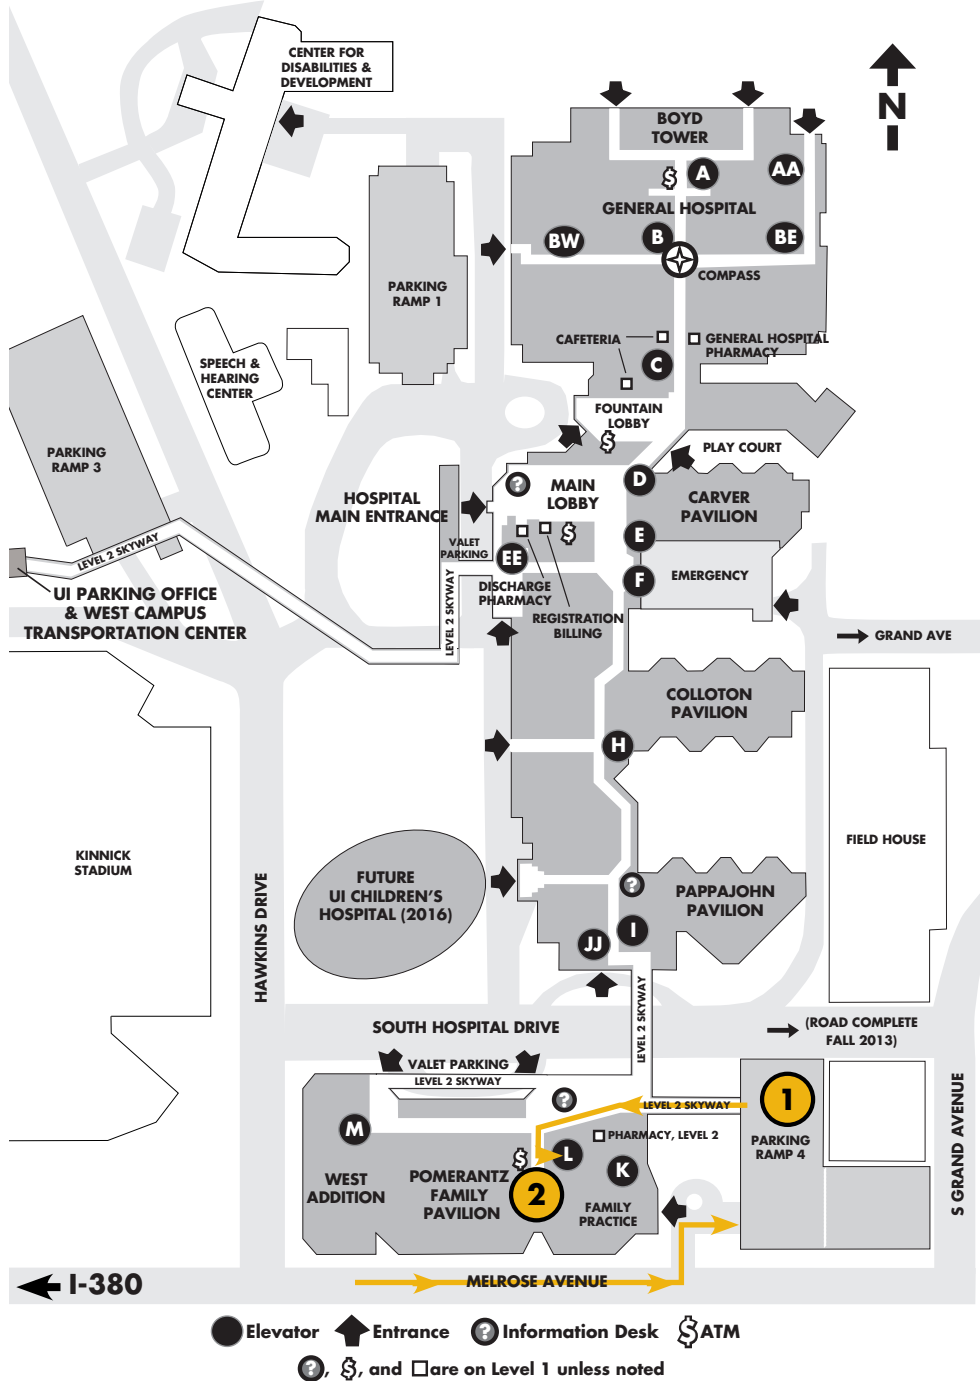 CENTER FOR
DISABILITIES &
DEVELOPMENT
N
BOYD
TOWER
A
AA
$
GENERAL HOSPITAL
BW
B
BE
COMPASS
PARKING
RAMP 1
CAFETERIA
GENERAL HOSPITAL
PHARMACY
C
SPEECH &
HEARING
CENTER
FOUNTAIN
LOBBY
$
PARKING
RAMP 3
PLAY COURT
D
?
MAIN
LOBBY
HOSPITAL
MAIN ENTRANCE
CARVER
PAVILION
$
E
VALET
PARKING
EE
LEVEL 2 SKYWAY
EMERGENCY
F
DISCHARGE
PHARMACY
UI PARKING OFFICE
& WEST CAMPUS
TRANSPORTATION CENTER
REGISTRATION
BILLING
LEVEL 2 SKYWAY
GRAND AVE
COLLOTON
PAVILION
H
KINNICK
STADIUM
FIELD HOUSE
FUTURE
UI CHILDREN'S
HOSPITAL (2016)
?
PAPPAJOHN
PAVILION
I
JJ
HAWKINS DRIVE
LEVEL 2 SKYWAY
SOUTH HOSPITAL DRIVE
(ROAD COMPLETE
FALL 2013)
VALET PARKING
LEVEL 2 SKYWAY
?
LEVEL 2 SKYWAY
1
M
PHARMACY, LEVEL 2
PARKING
RAMP 4
$
L
K
WEST
ADDITION
POMERANTZ
FAMILY
PAVILION
2
FAMILY
PRACTICE
S GRAND AVENUE
I-380
MELROSE AVENUE
Elevator
Entrance
? Information Desk
$ ATM
?, $, and are on Level 1 unless noted